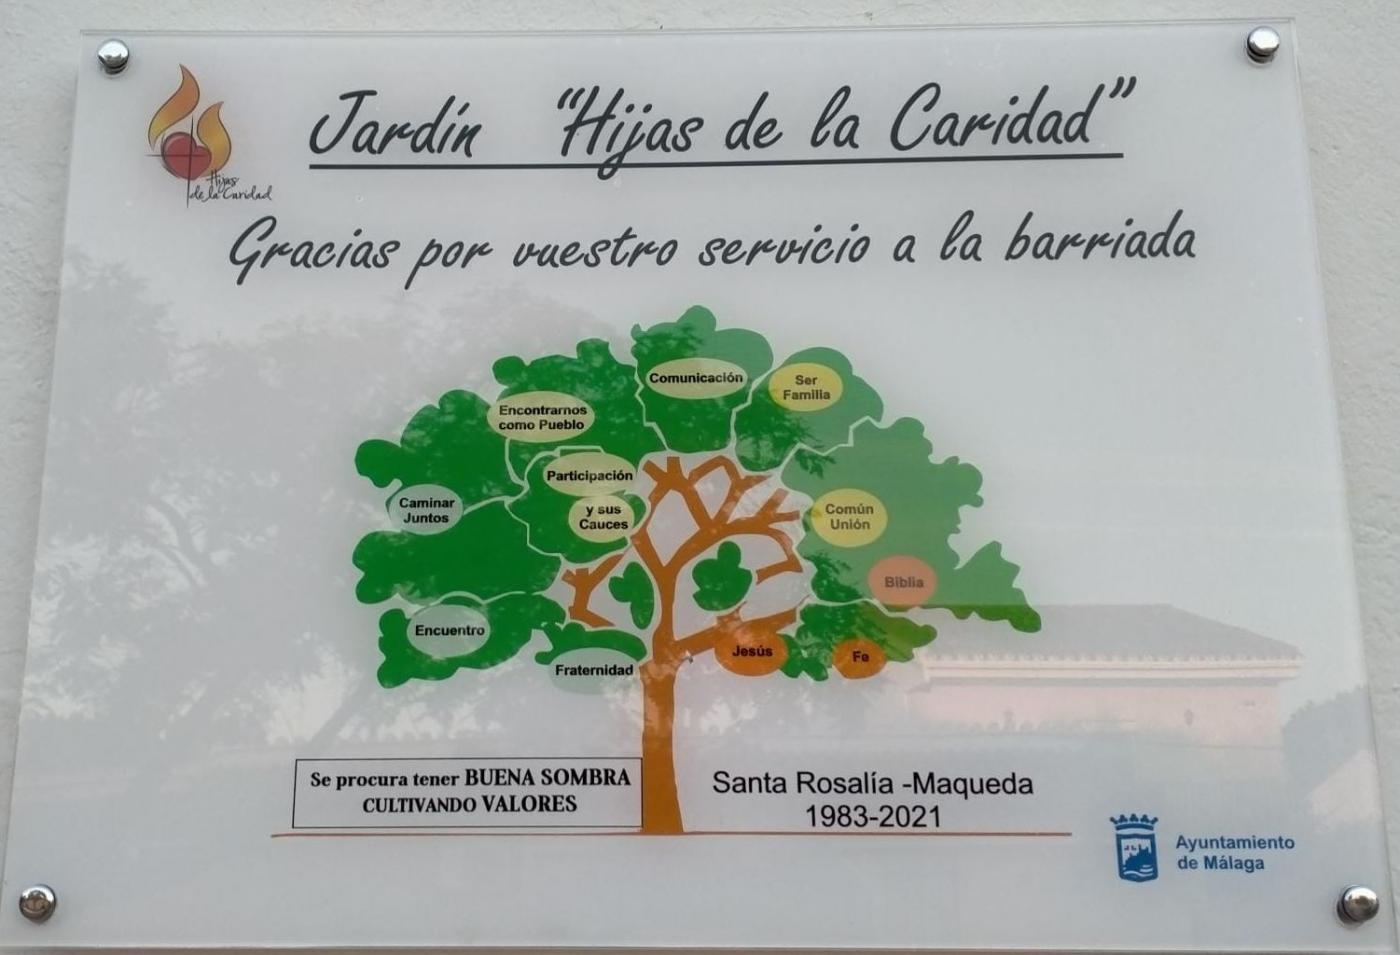 Jardín "Hijas de la Caridad"
Hijas
de la Caridad
Gracias por vuestro servicio a la barriada
Comunicación
Ser
Familia
Encontrarnos
como Pueblo
Participación
y sus
Cauces
Caminar
Juntos
Común
Unión
Biblia
Encuentro
Fraternidad
Jesús
Fe
Se procura tener BUENA SOMBRA
CULTIVANDO VALORES
Santa Rosalía -Maqueda
1983-2021
Ayuntamiento
de Málaga